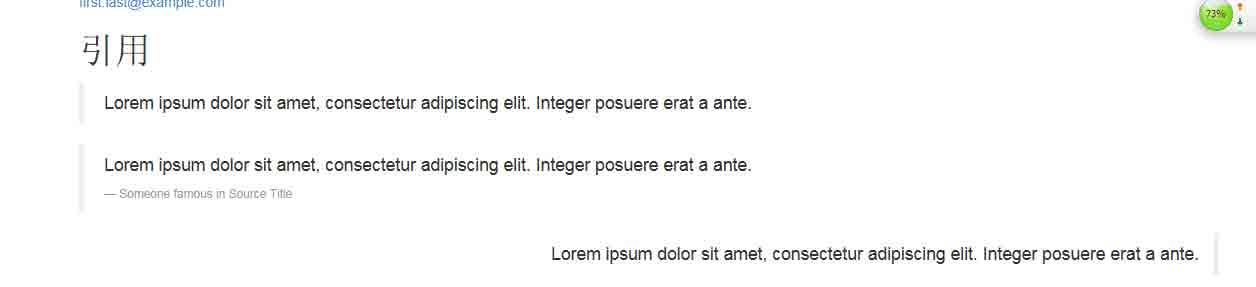 first.last@example.com
73%
引用
Lorem ipsum dolor sit amet, consectetur adipiscing elit. Integer posuere erat a ante.
Lorem ipsum dolor sit amet, consectetur adipiscing elit. Integer posuere erat a ante.
— Someone famous in Source Title
Lorem ipsum dolor sit amet, consectetur adipiscing elit. Integer posuere erat a ante.